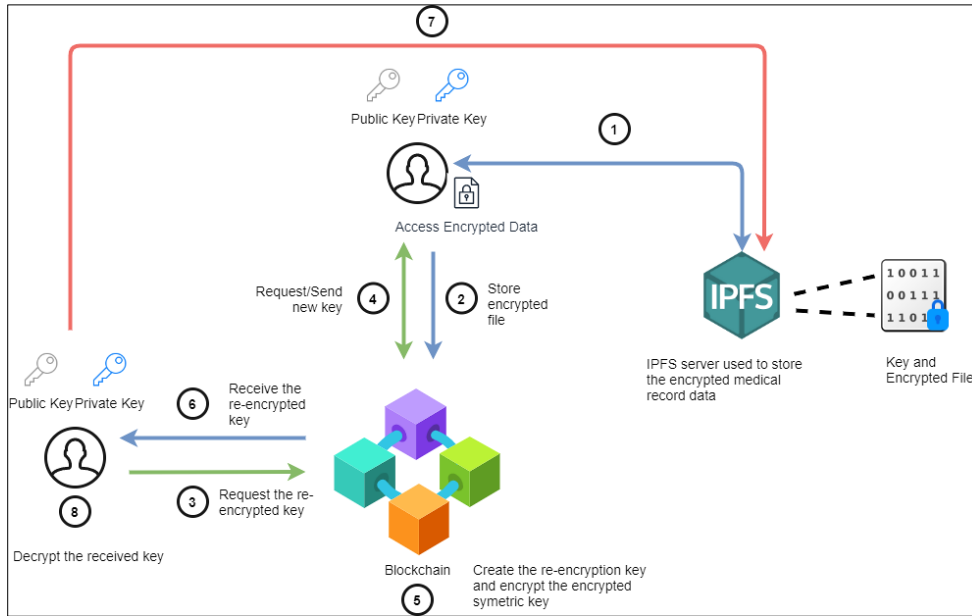 7
Public Key Private Key
1
Access Encrypted Data
Request/Send
new key
4
2
Store
encrypted
file
IPFS
10011
00111
1101
IPFS server used to store
the encrypted medical
record data
Key and
Encrypted File
Public Key Private Key
6
Receive the
re-encrypted
key
3
Request the re-
encrypted key
8
Decrypt the received key
Blockchain
5
Create the re-encryption key
and encrypt the encrypted
symetric key